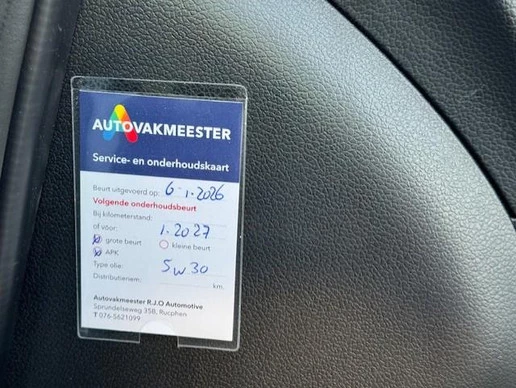 AUTOVAKMEESTER
Service- en onderhoudskaart
Beurt uitgevoerd op: 6-1-2026
Volgende onderhoudsbeurt
Bij kilometerstand:
of vóór: 1-2027
grote beurt kleine beurt
APK
Type olie: 5W30
Distributieriem: km.
Autovakmeester R.J.O Automotive
Sprundelseweg 35B, Rucphen
T 076-5621099